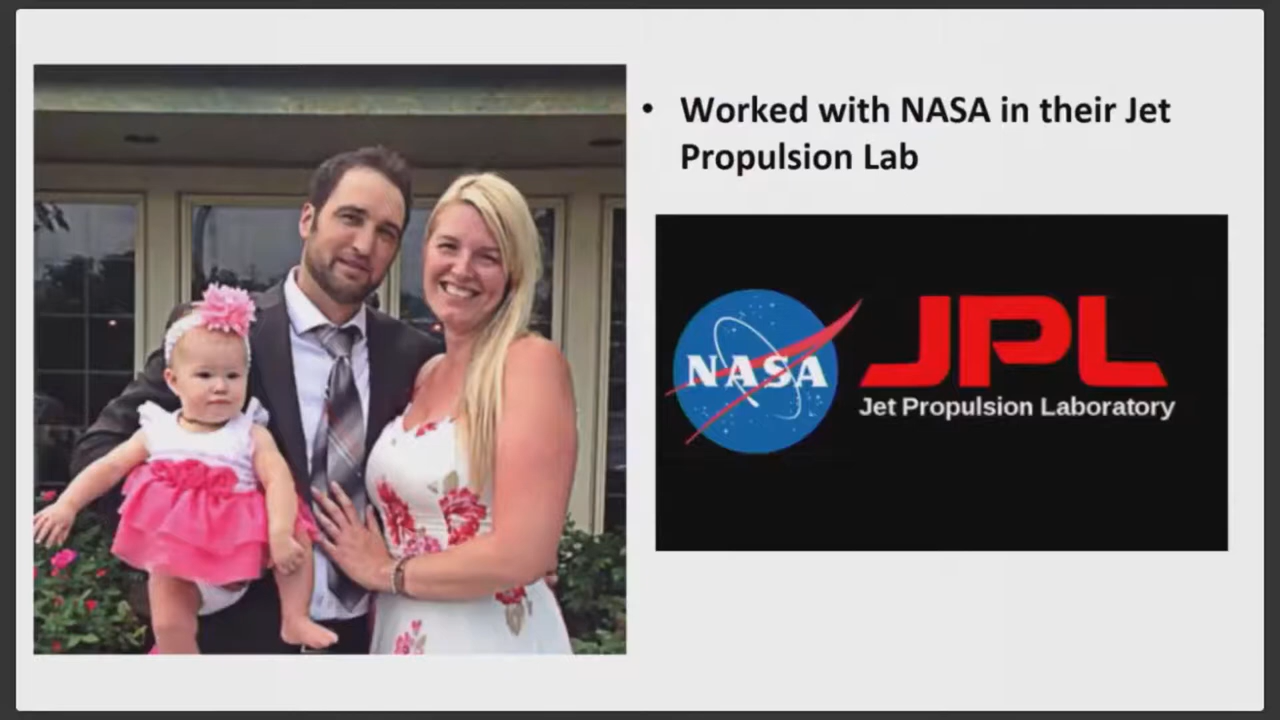 • Worked with NASA in their Jet
Propulsion Lab
NASA
JPL
Jet Propulsion Laboratory